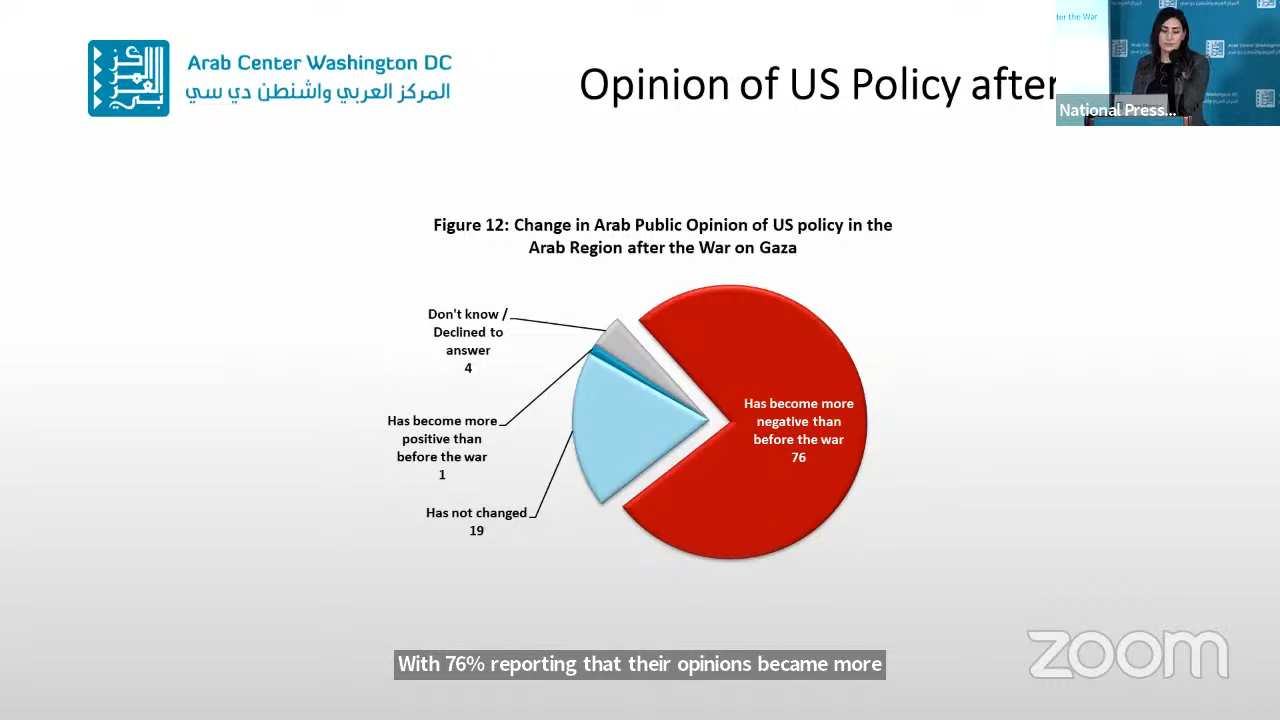 Arab Center Washington DC
المركز العربي واشنطن دي سي
Opinion of US Policy after
ter the War
National Press...
Figure 12: Change in Arab Public Opinion of US policy in the
Arab Region after the War on Gaza
Don't know /
Declined to
answer
4
Has become more
positive than
before the war
1
Has not changed
19
Has become more
negative than
before the war
76
With 76% reporting that their opinions became more
zoom